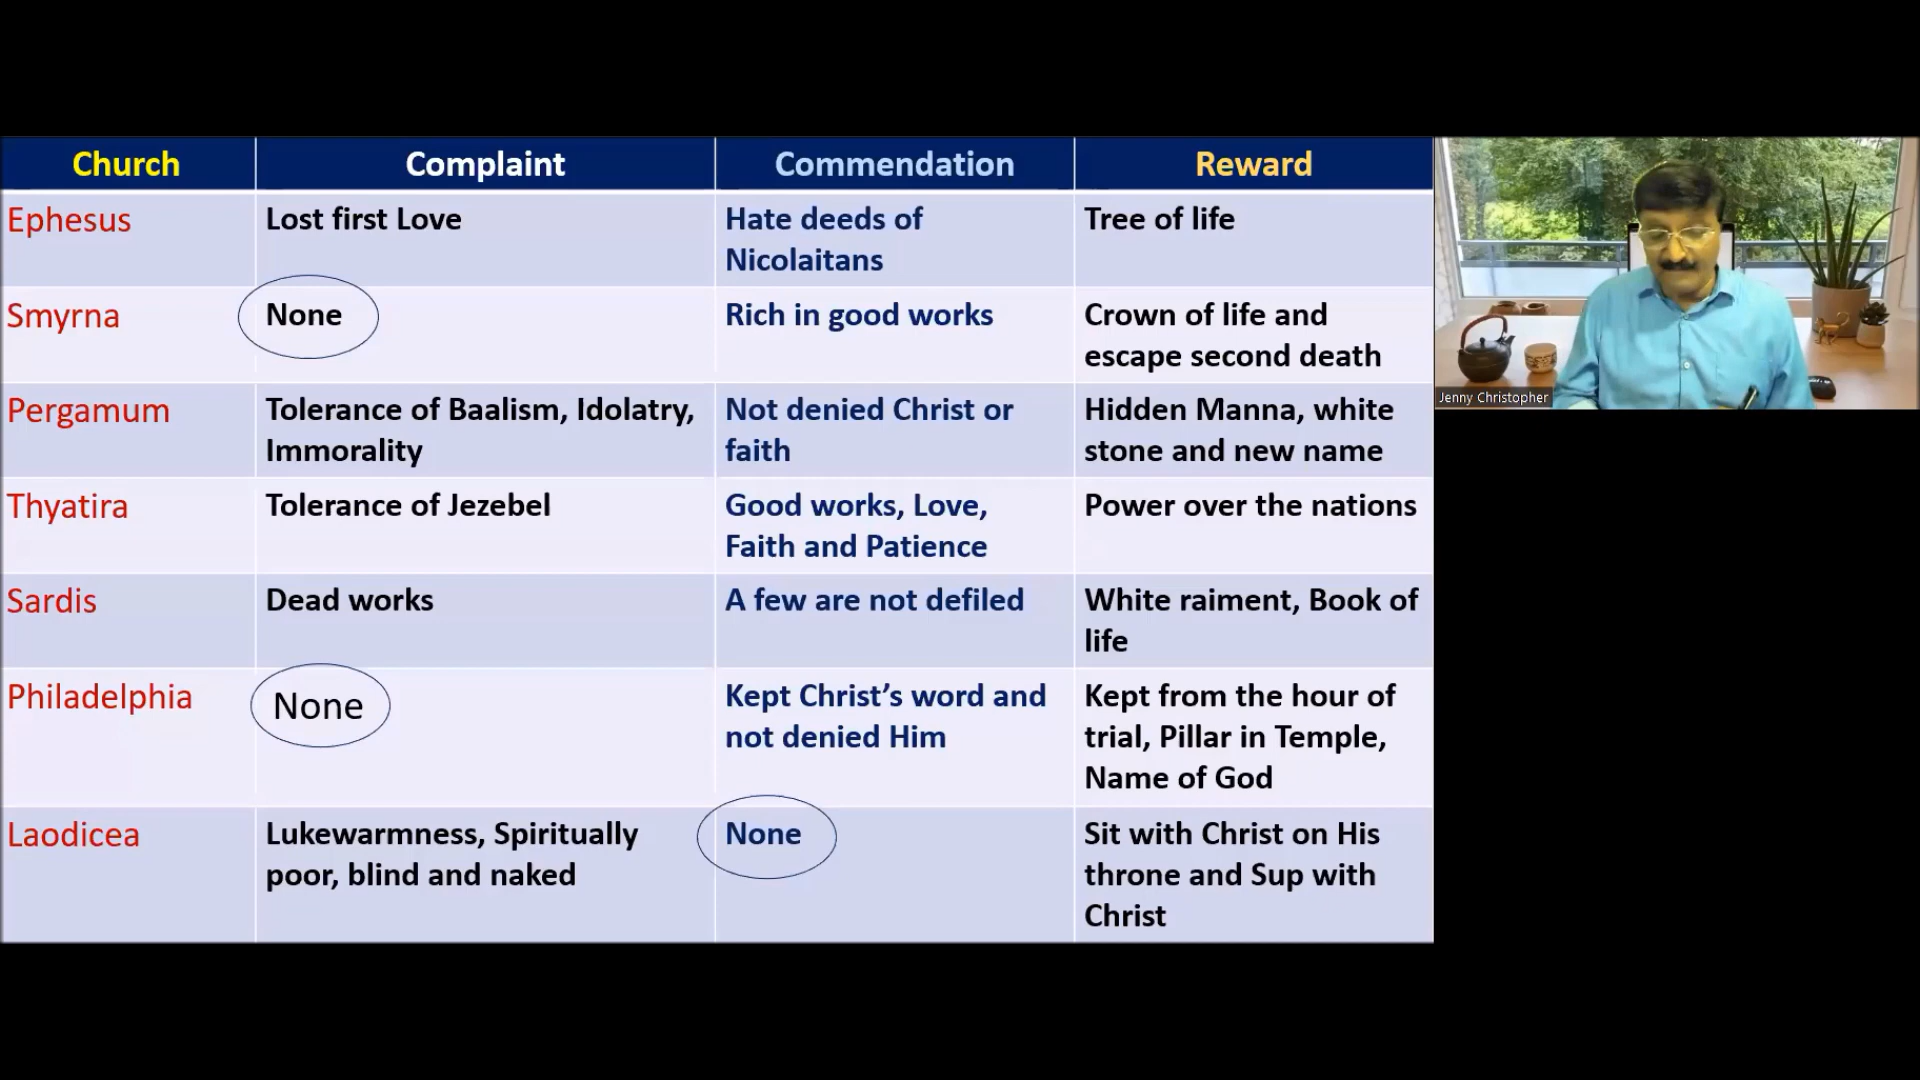 Church Complaint Commendation Reward
Ephesus Lost first Love Hate deeds of Nicolaitans Tree of life
Smyrna None Rich in good works Crown of life and escape second death
Pergamum Tolerance of Baalism, Idolatry, Immorality Not denied Christ or faith Hidden Manna, white stone and new name
Thyatira Tolerance of Jezebel Good works, Love, Faith and Patience Power over the nations
Sardis Dead works A few are not defiled White raiment, Book of life
Philadelphia None Kept Christ’s word and not denied Him Kept from the hour of trial, Pillar in Temple, Name of God
Laodicea Lukewarmness, Spiritually poor, blind and naked None Sit with Christ on His throne and Sup with Christ
Jenny Christopher